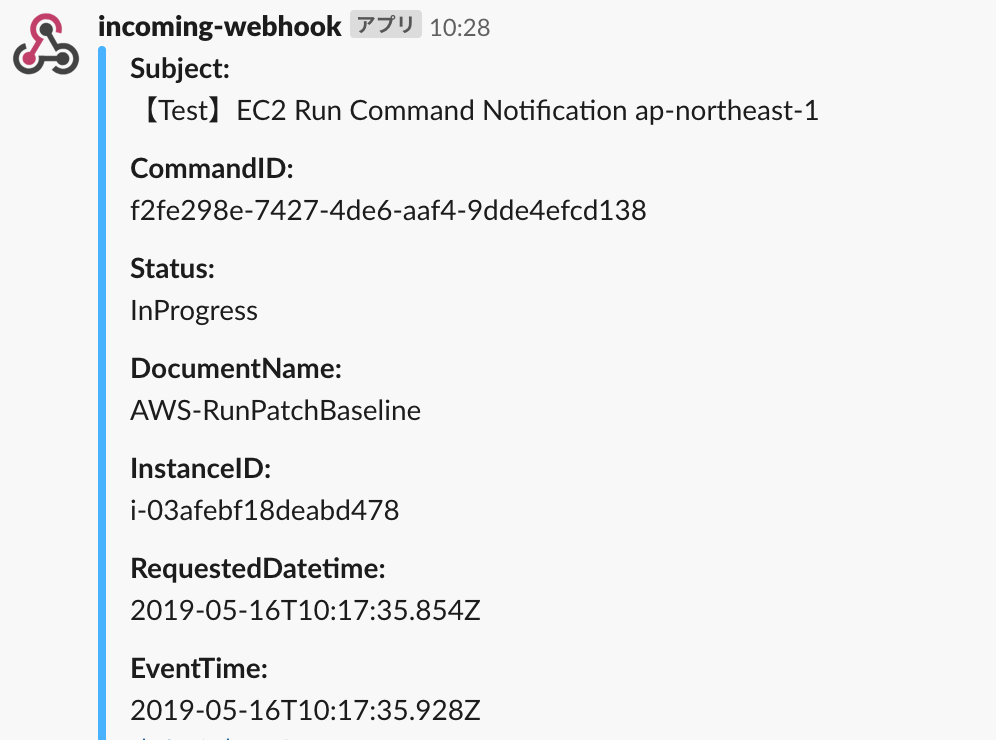 incoming-webhook アプリ 10:28
Subject:
【Test】EC2 Run Command Notification ap-northeast-1
CommandID:
f2fe298e-7427-4de6-aaf4-9dde4efcd138
Status:
InProgress
DocumentName:
AWS-RunPatchBaseline
InstanceID:
i-03afebf18deabd478
RequestedDatetime:
2019-05-16T10:17:35.854Z
EventTime:
2019-05-16T10:17:35.928Z